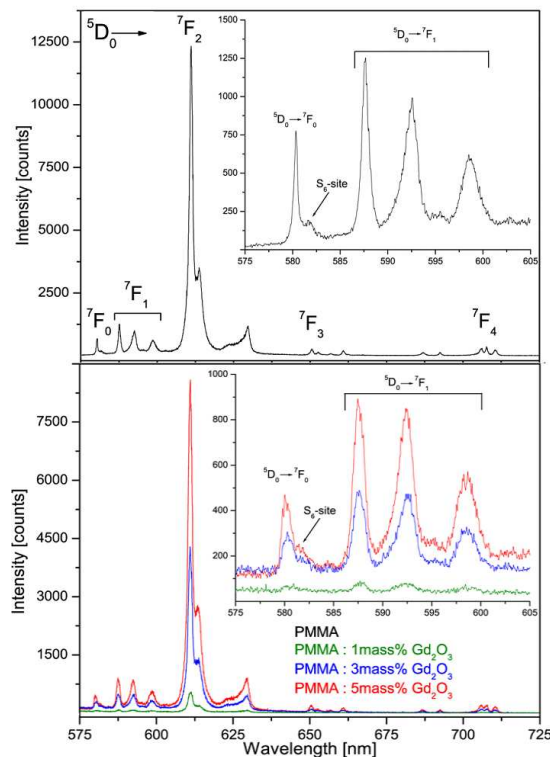 ⁵D₀ → ⁷F₂
⁷F₀
⁷F₁
⁷F₃
⁷F₄
Intensity [counts]
12500
10000
7500
5000
2500
⁵D₀→⁷F₁
⁵D₀→⁷F₀
S₆-site
1500
1250
1000
750
500
250
575 580 585 590 595 600 605
Intensity [counts]
7500
6000
4500
3000
1500
⁵D₀→⁷F₁
⁵D₀→⁷F₀
S₆-site
1000
800
600
400
200
575 580 585 590 595 600 605
PMMA
PMMA : 1mass% Gd₂O₃
PMMA : 3mass% Gd₂O₃
PMMA : 5mass% Gd₂O₃
575 600 625 650 675 700 725
Wavelength [nm]